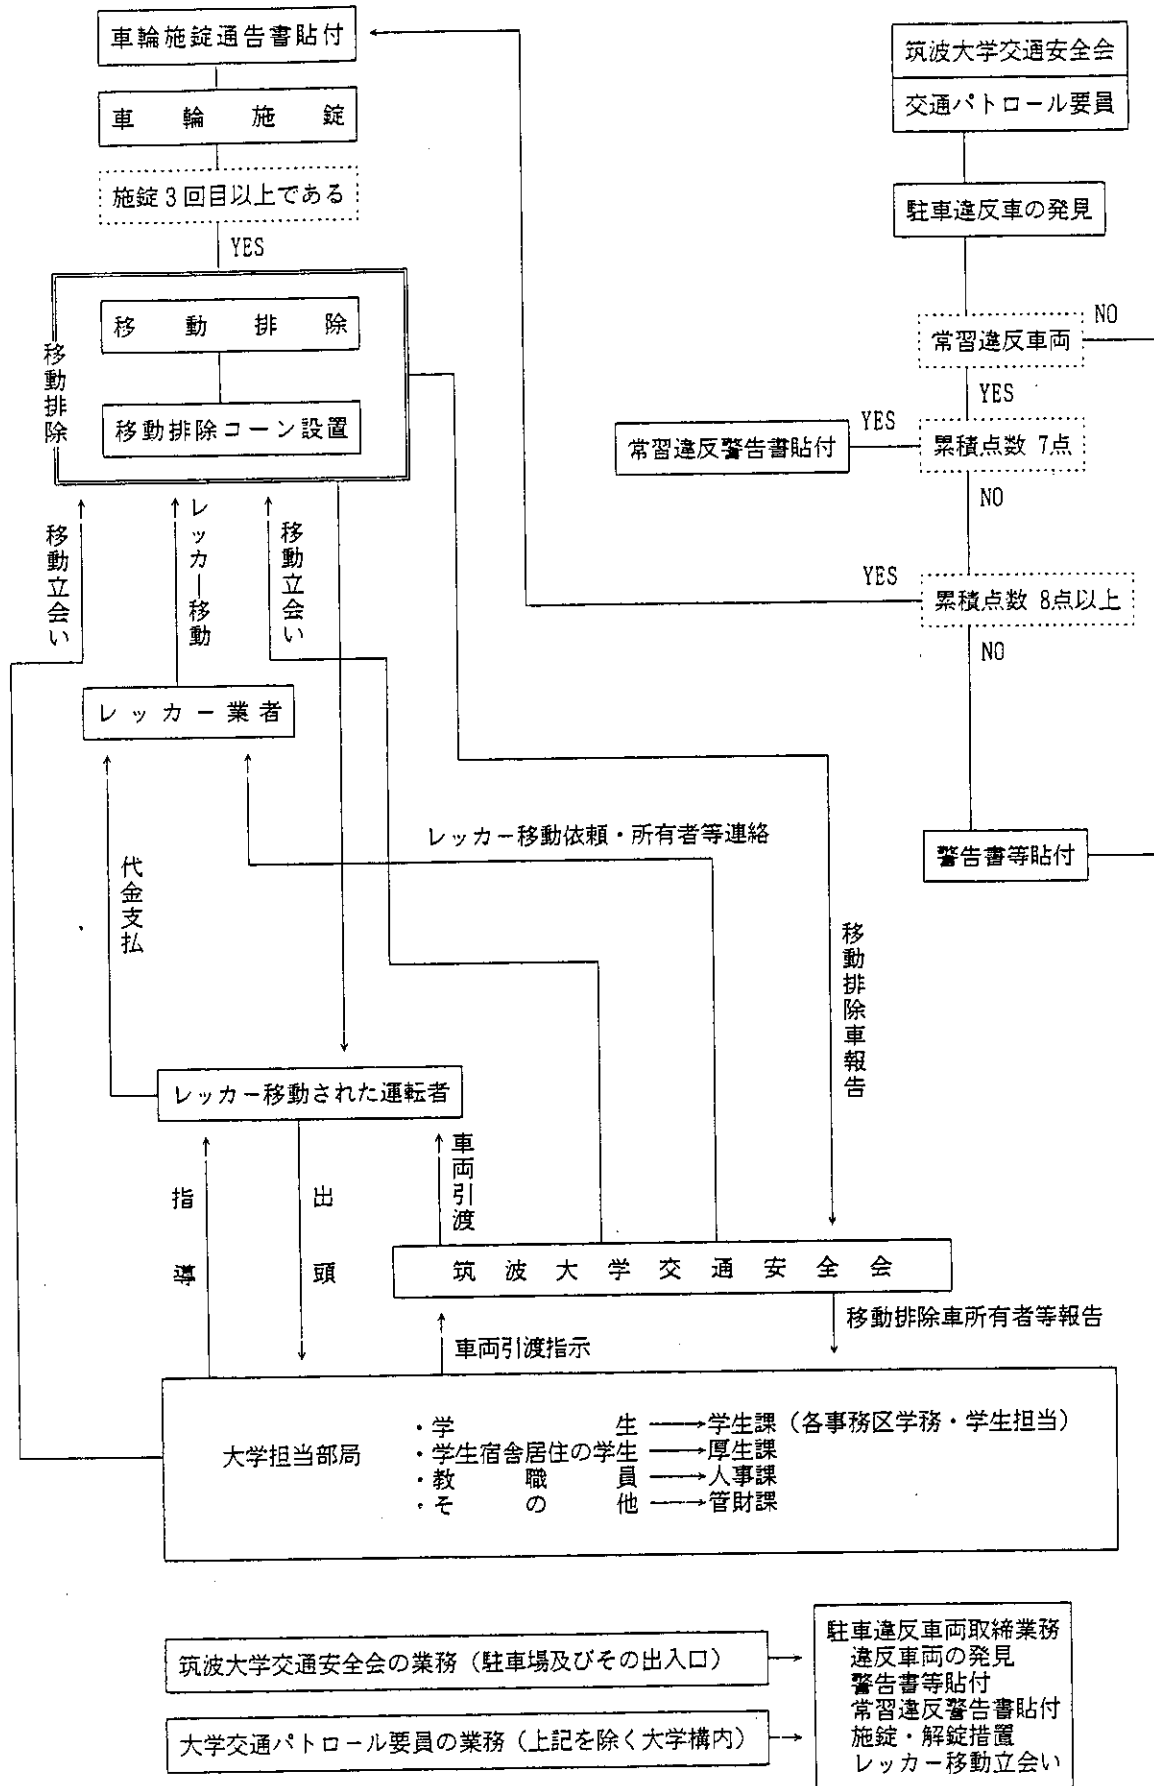 車輪施錠通告書貼付
車輪施錠
施錠3回目以上である
YES
移動排除
移動排除
移動排除コーン設置
筑波大学交通安全会
交通パトロール要員
駐車違反車の発見
常習違反車両
NO
YES
累積点数 7点
YES
常習違反警告書貼付
NO
累積点数 8点以上
YES
NO
警告書等貼付
移動立会い
レッカー移動
移動立会い
レッカー業者
レッカー移動依頼・所有者等連絡
代金支払
移動排除車報告
レッカー移動された運転者
指導
出頭
車両引渡
筑波大学交通安全会
車両引渡指示
移動排除車所有者等報告
大学担当部局
・学生→学生課(各事務区学務・学生担当)
・学生宿舎居住の学生→厚生課
・教職員→人事課
・その他→管財課
筑波大学交通安全会の業務(駐車場及びその出入口)→
大学交通パトロール要員の業務(上記を除く大学構内)→
駐車違反車両取締業務
違反車両の発見
警告書等貼付
常習違反警告書貼付
施錠・解錠措置
レッカー移動立会い